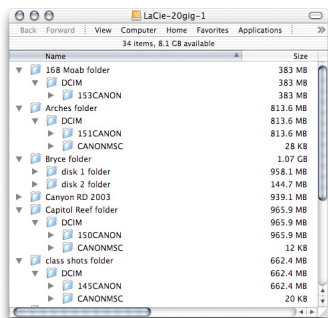 LaCie-20gig-1
Back Forward View Computer Home Favorites Applications
34 items, 8.1 GB available
Name Size
168 Moab folder 383 MB
DCIM 383 MB
153CANON 383 MB
Arches folder 813.6 MB
DCIM 813.6 MB
151CANON 813.6 MB
CANONMSC 28 KB
Bryce folder 1.07 GB
disk 1 folder 958.1 MB
disk 2 folder 144.7 MB
Canyon RD 2003 939.1 MB
Capitol Reef folder 965.9 MB
DCIM 965.9 MB
150CANON 965.9 MB
CANONMSC 12 KB
class shots folder 662.4 MB
DCIM 662.4 MB
145CANON 662.4 MB
CANONMSC 20 KB